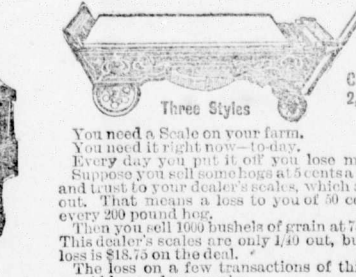 Three Styles
You need a Scale on your farm.
You need it right now—to-day.
Every day you put it off you lose m
Suppose you sell some hogs at 5 cents a
and trust to your dealer's scales, which i
out. That means a loss to you of 50 c
every 200 pound hog.
Then you sell 1000 bushels of grain at 7
This dealer's scales are only 1/40 out, bu
loss is $18.75 on the deal.
The loss on a few transactions of th